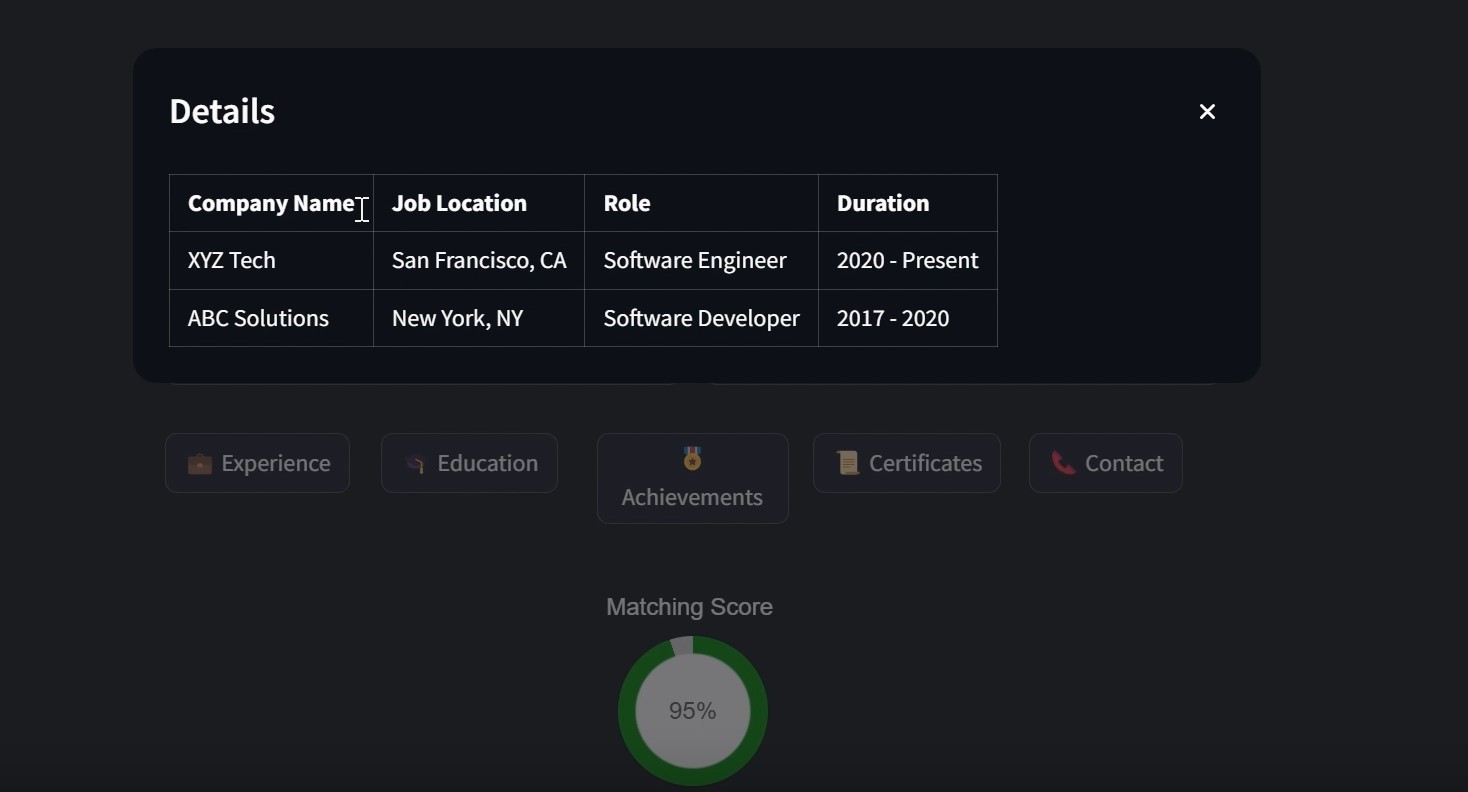 Details
Company Name Job Location Role Duration
XYZ Tech San Francisco, CA Software Engineer 2020 - Present
ABC Solutions New York, NY Software Developer 2017 - 2020
Experience Education Achievements Certificates Contact
Matching Score
95%